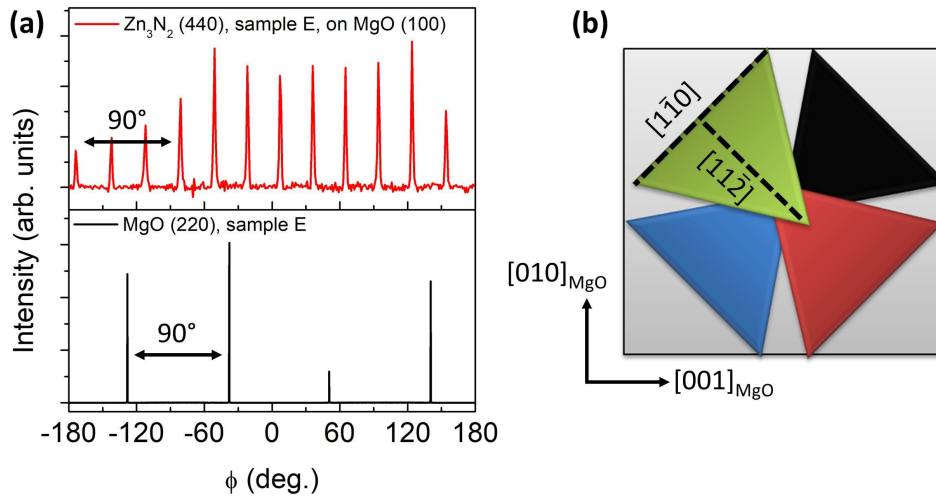 (a)
Zn₃N₂ (440), sample E, on MgO (100)
90°
MgO (220), sample E
90°
Intensity (arb. units)
-180 -120 -60 0 60 120 180
ϕ (deg.)
(b)
[11̅0]
[112̅]
[010]MgO
[001]MgO